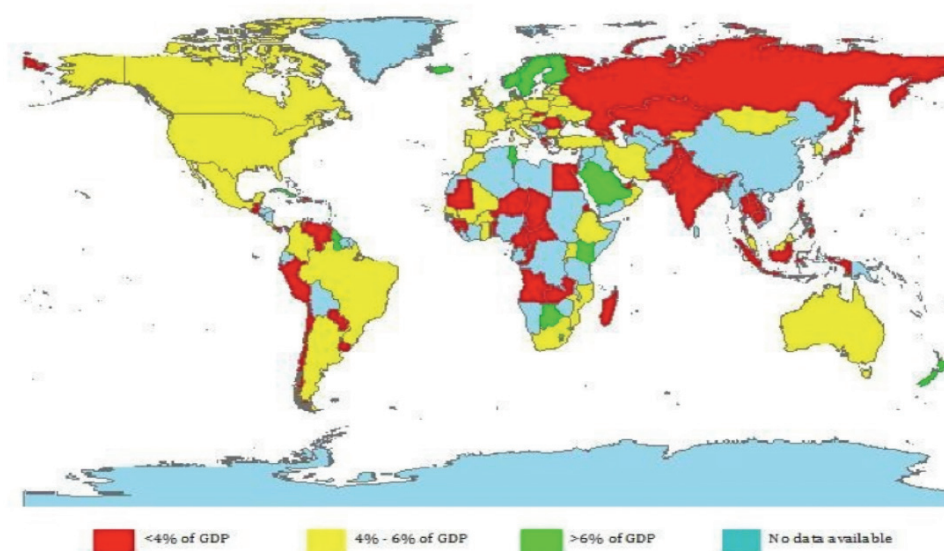 <4% of GDP 4% - 6% of GDP >6% of GDP No data available